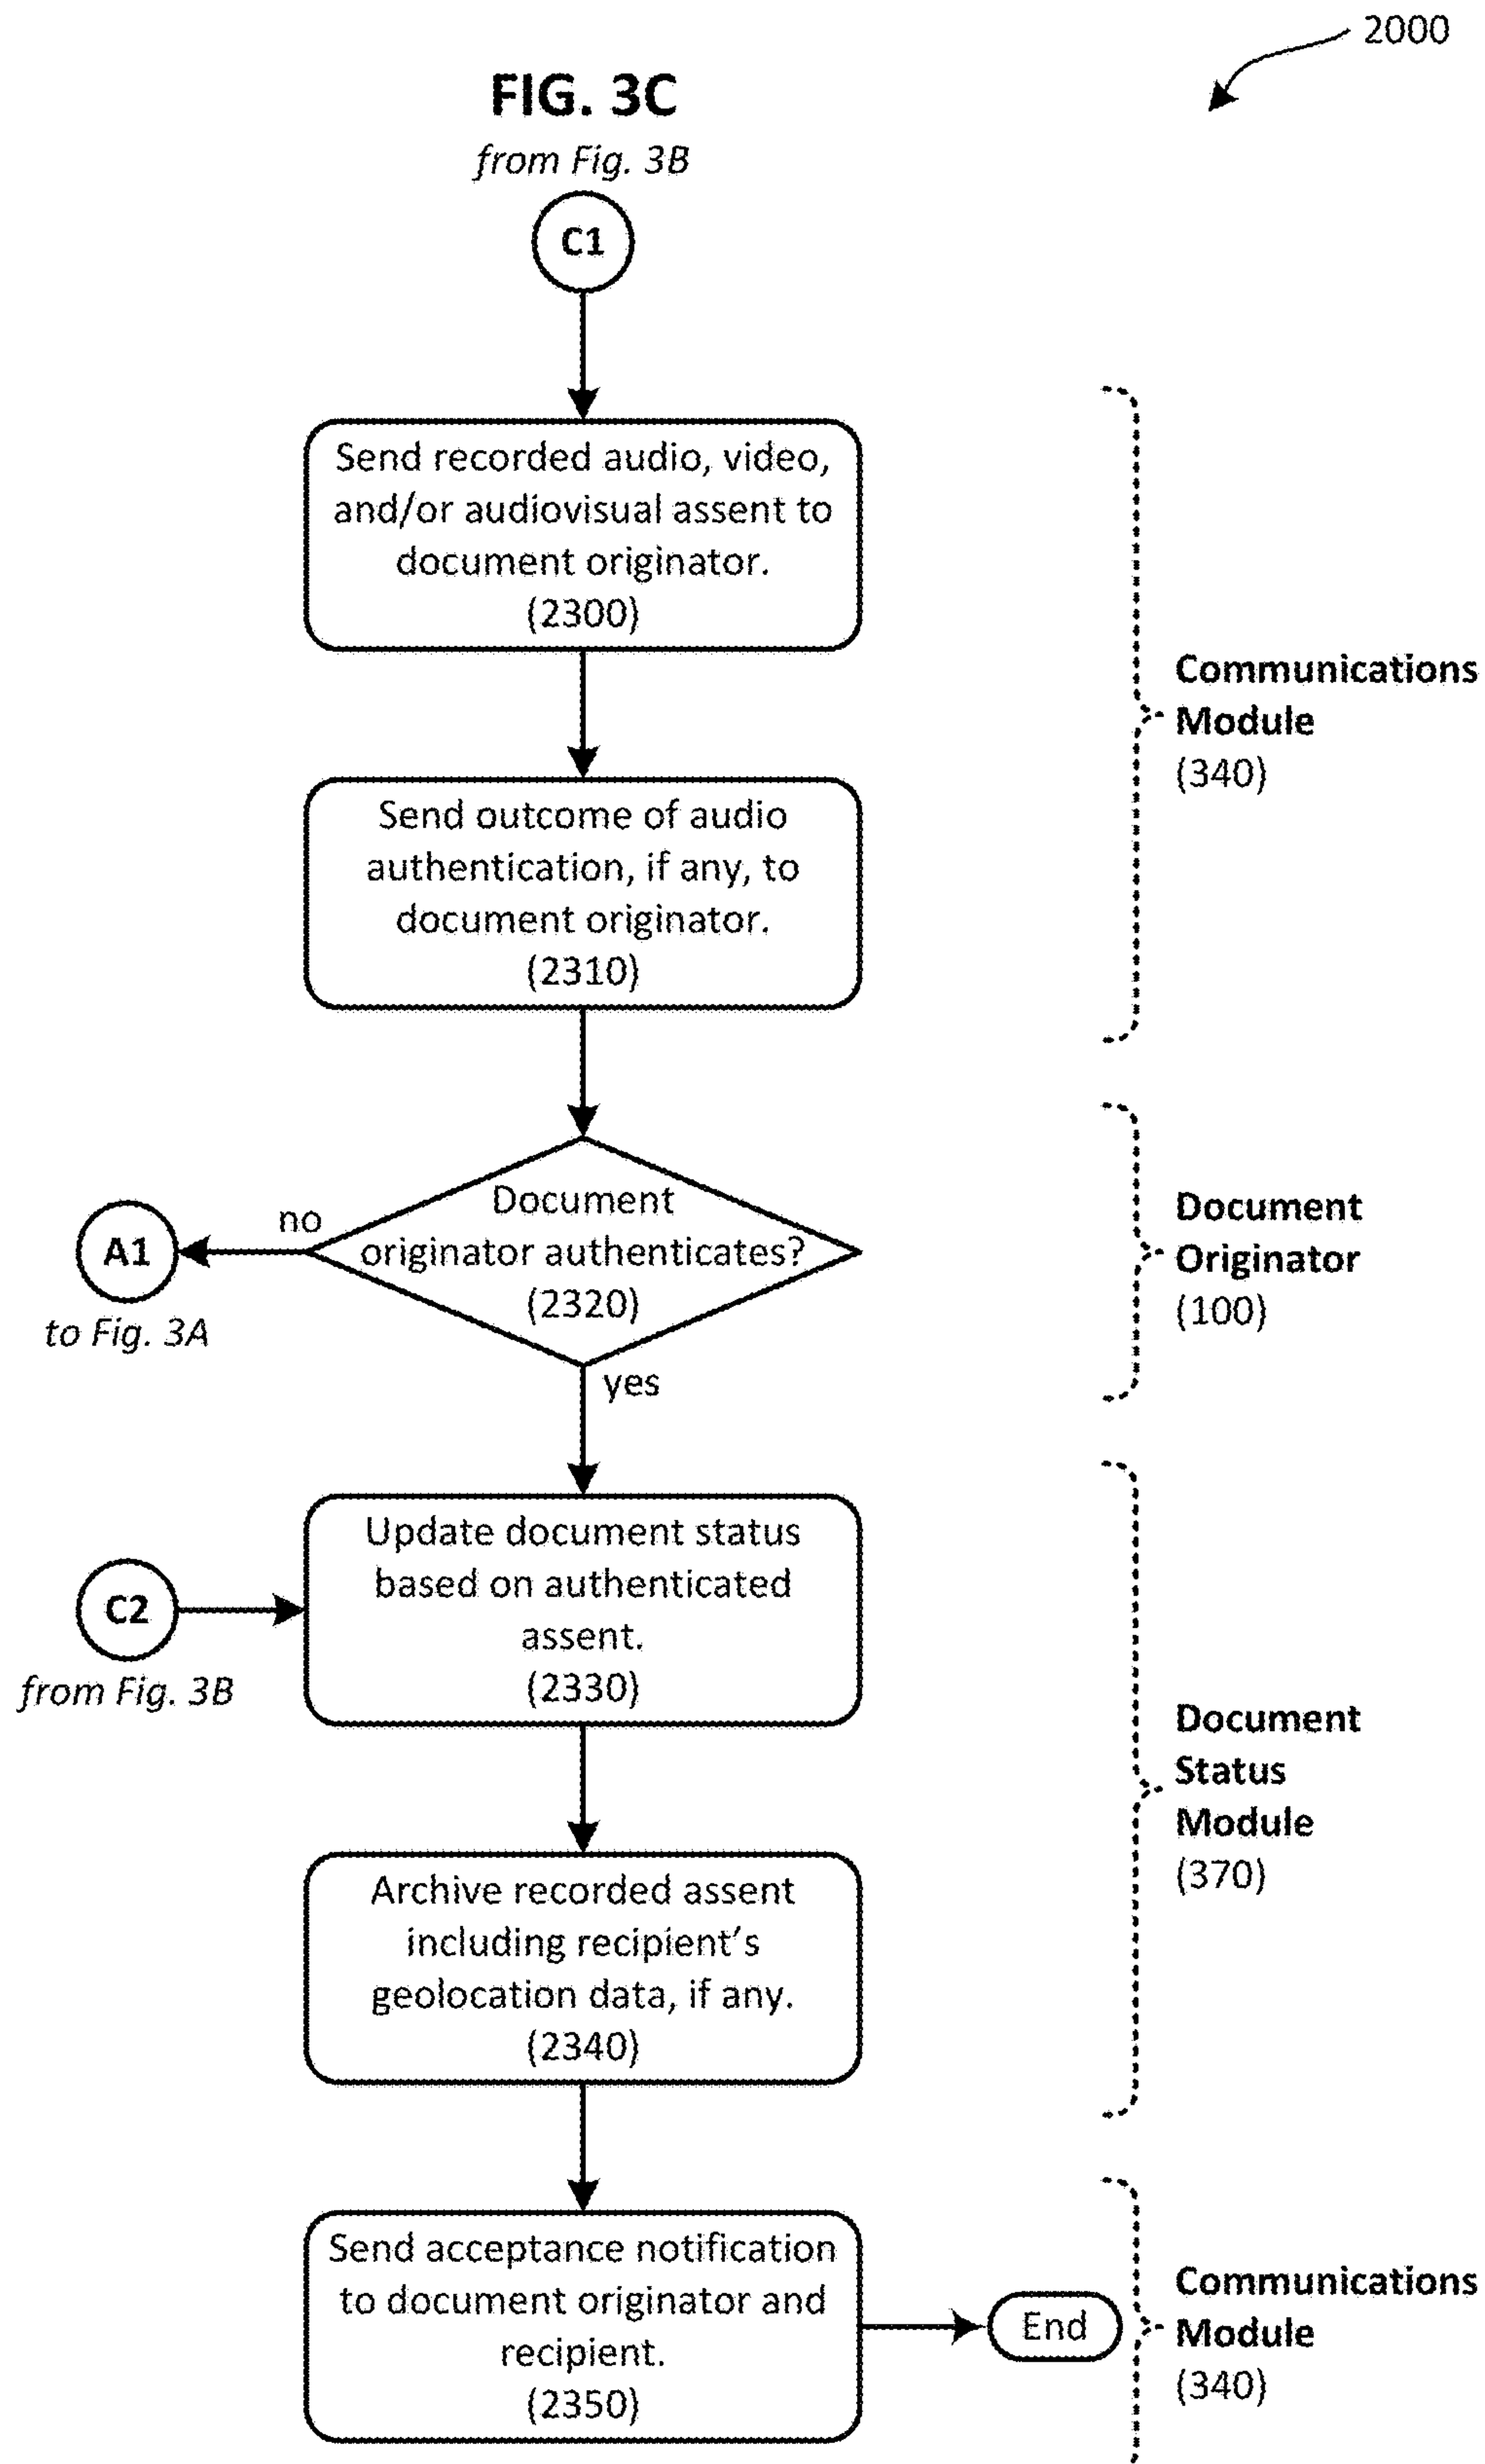 2000
FIG. 3C
from Fig. 3B
C1
Send recorded audio, video,
and/or audiovisual assent to
document originator.
(2300)
Communications
Module
(340)
Send outcome of audio
authentication, if any, to
document originator.
(2310)
Document
originator authenticates?
(2320)
no
yes
A1
to Fig. 3A
Document
Originator
(100)
Update document status
based on authenticated
assent.
(2330)
C2
from Fig. 3B
Document
Status
Module
(370)
Archive recorded assent
including recipient's
geolocation data, if any.
(2340)
Send acceptance notification
to document originator and
recipient.
(2350)
End
Communications
Module
(340)